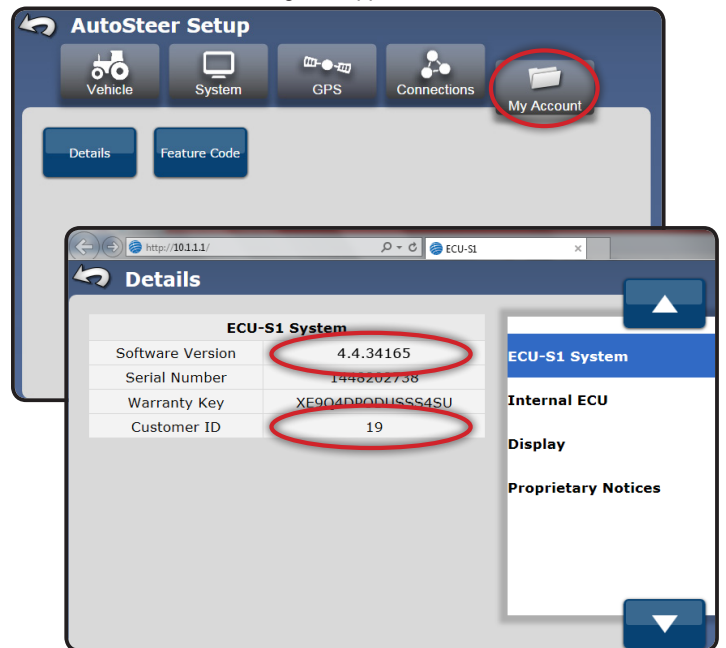 AutoSteer Setup
Vehicle
System
GPS
Connections
My Account
Details
Feature Code
http://10.1.1.1/
ECU-S1
Details
ECU-S1 System
Software Version 4.4.34165
Serial Number 1448202738
Warranty Key XE9Q4DPODUSSS4SU
Customer ID 19
ECU-S1 System
Internal ECU
Display
Proprietary Notices